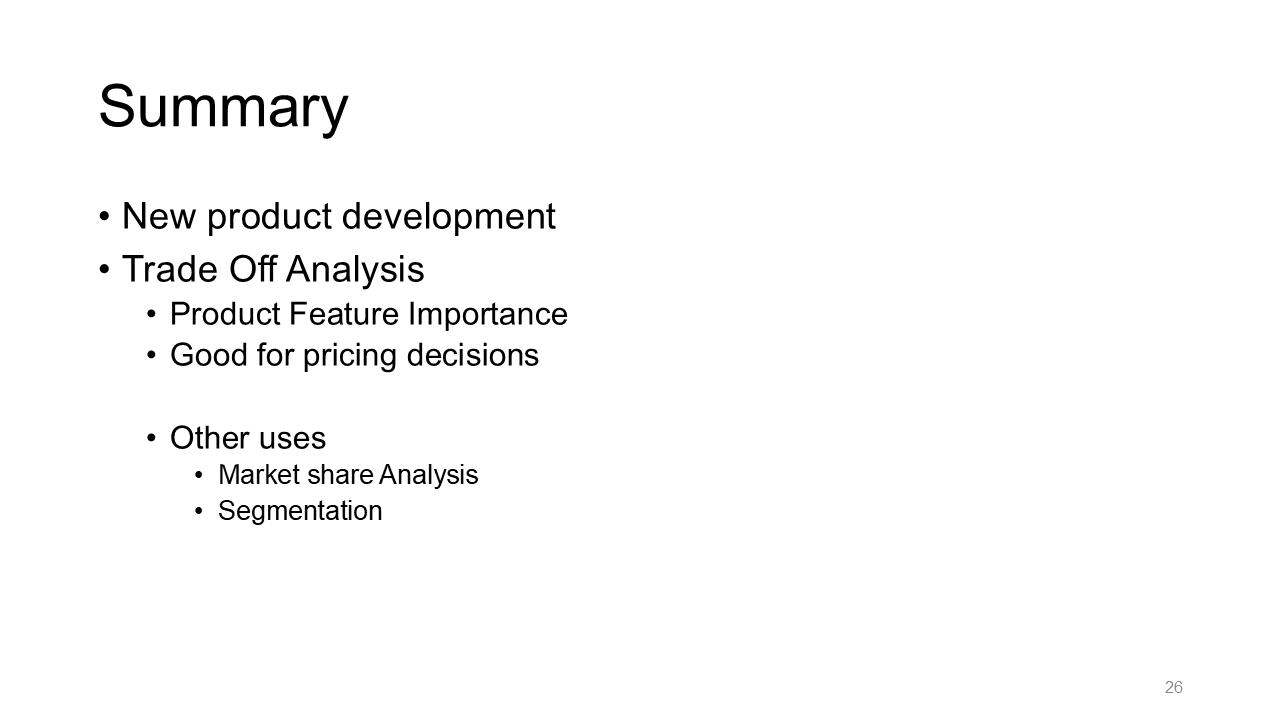 Summary
• New product development
• Trade Off Analysis
• Product Feature Importance
• Good for pricing decisions
• Other uses
• Market share Analysis
• Segmentation
26